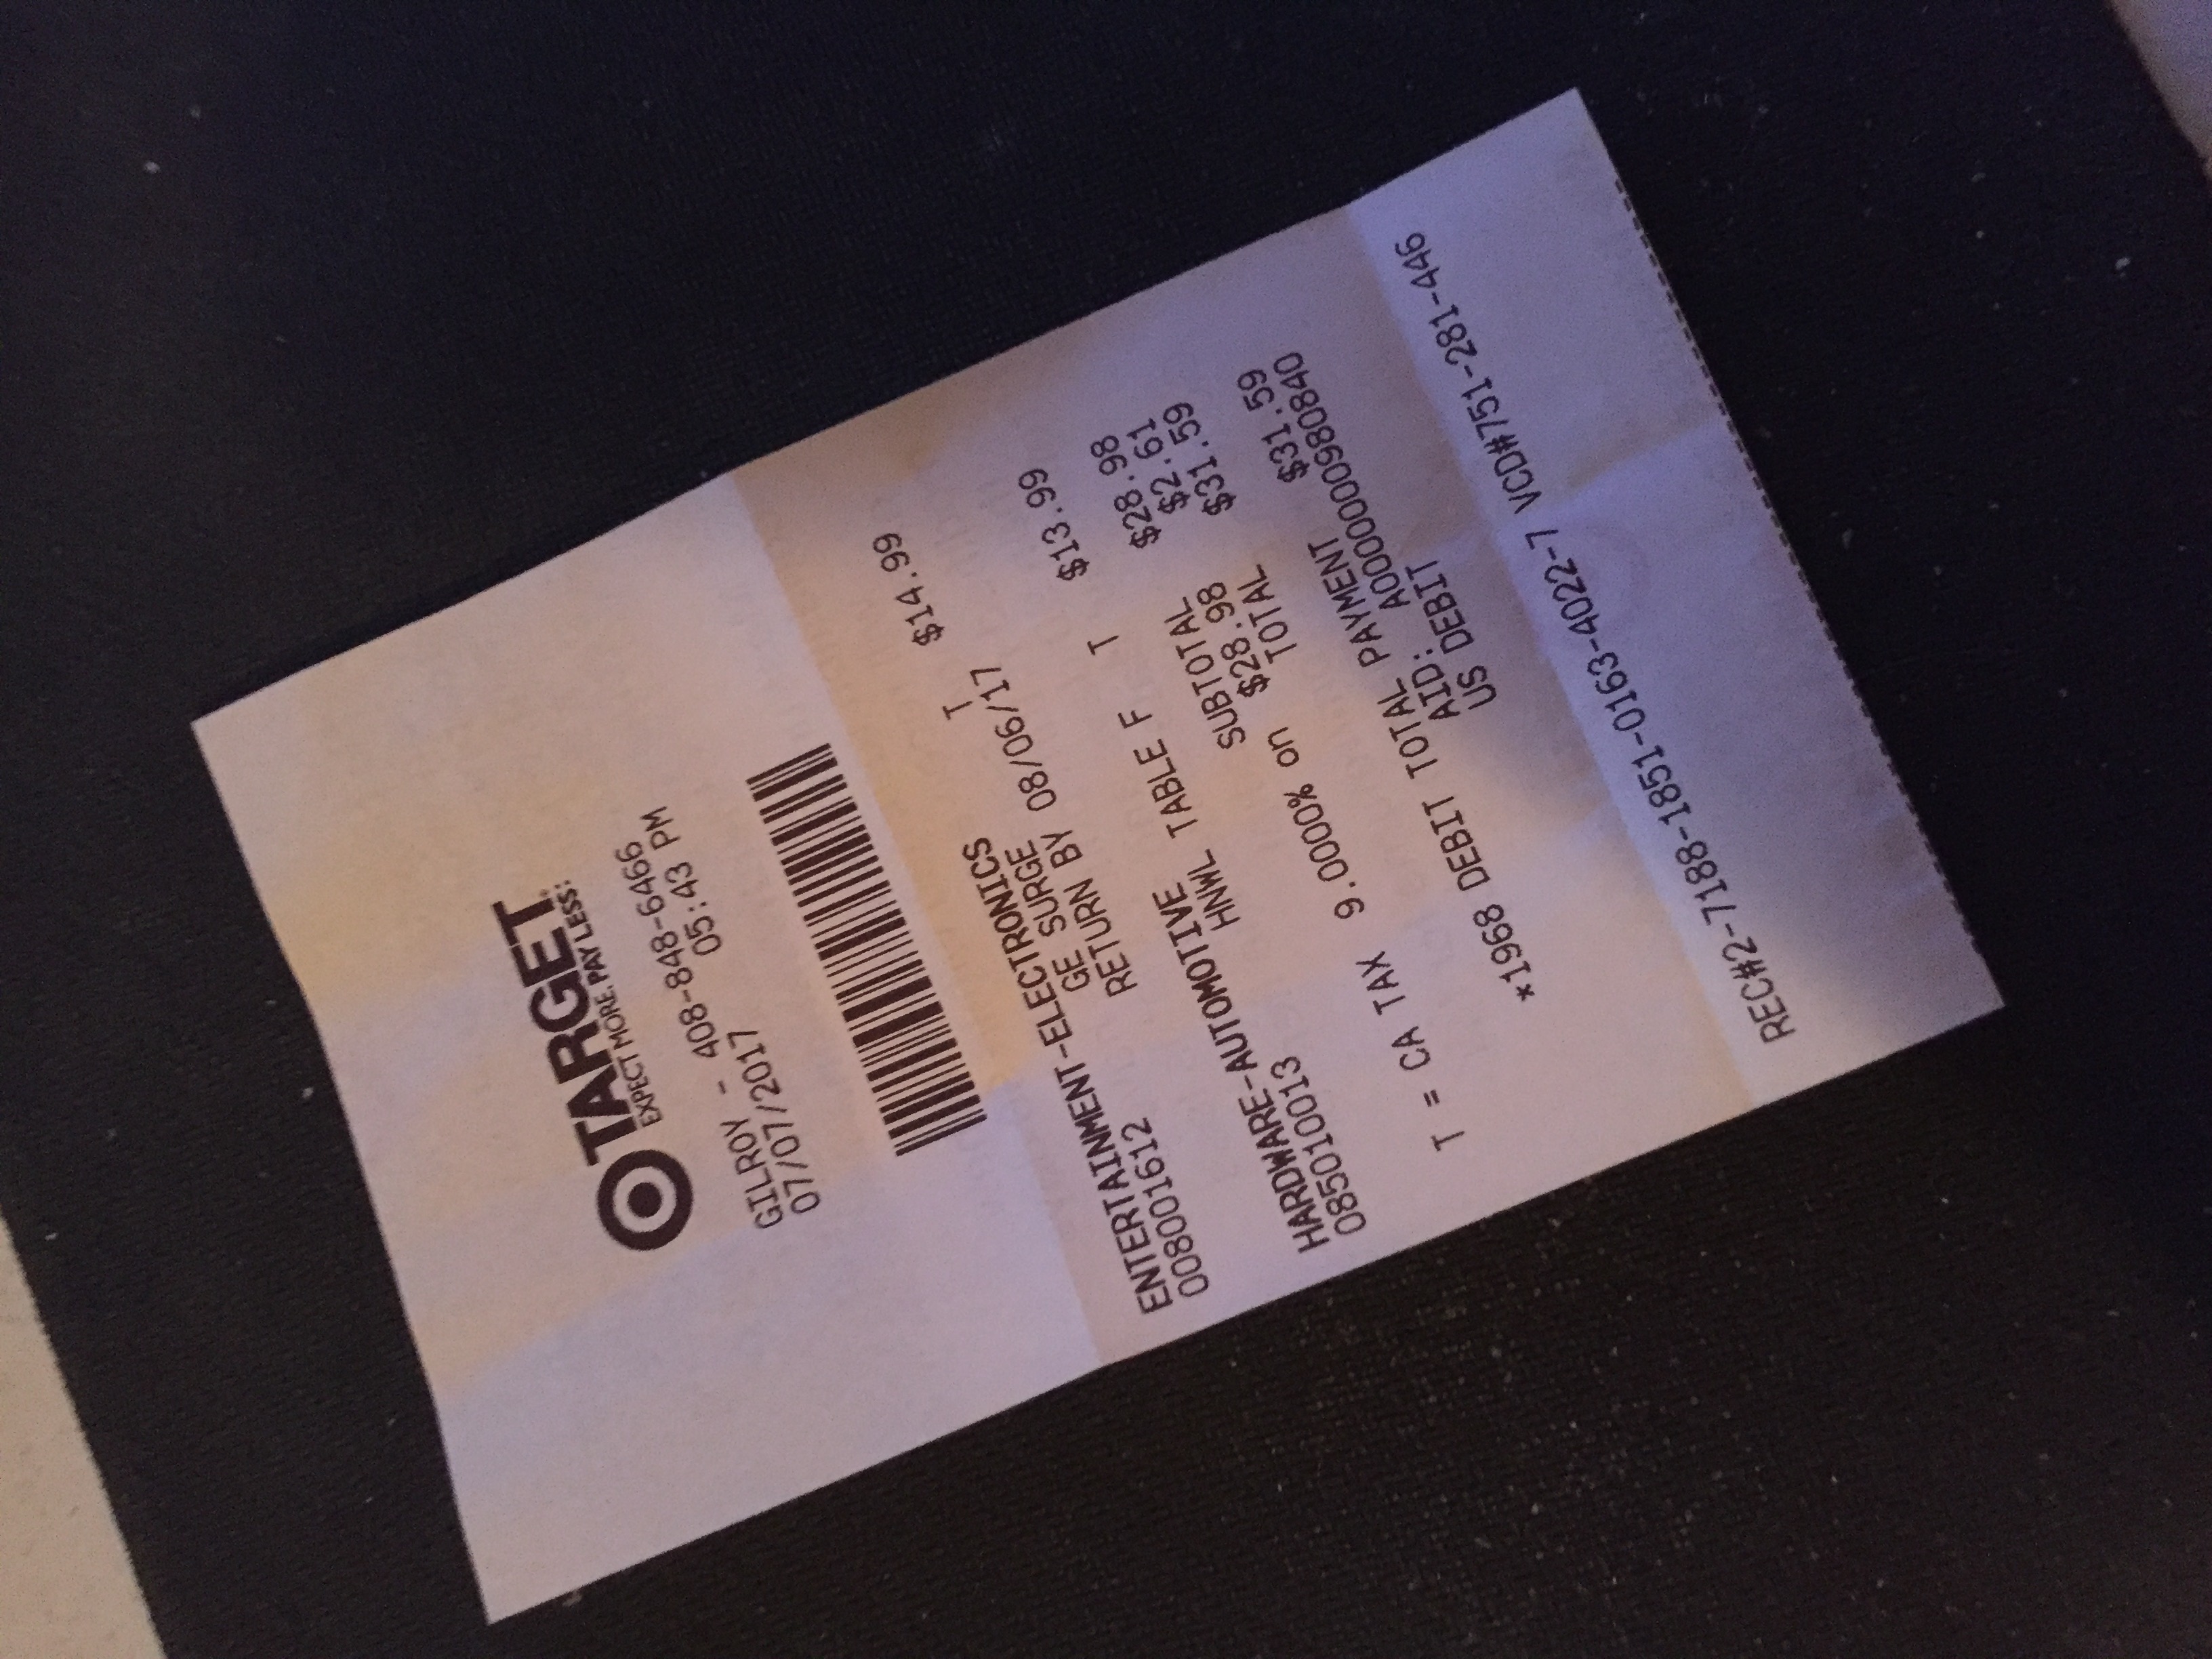 TARGET
EXPECT MORE. PAY LESS.
GILROY - 408-848-6466
07/07/2017 05:43 PM
ENTERTAINMENT-ELECTRONICS
008001612 GE SURGE T $14.99
RETURN BY 08/06/17
HARDWARE-AUTOMOTIVE
085010013 HNWL TABLE F T $13.99
SUBTOTAL $28.98
T = CA TAX 9.0000% on $28.98 $2.61
TOTAL $31.59
*1968 DEBIT TOTAL PAYMENT $31.59
AID: A0000000980840
US DEBIT
REC#2-7188-1851-0163-4022-7 VCD#751-281-446